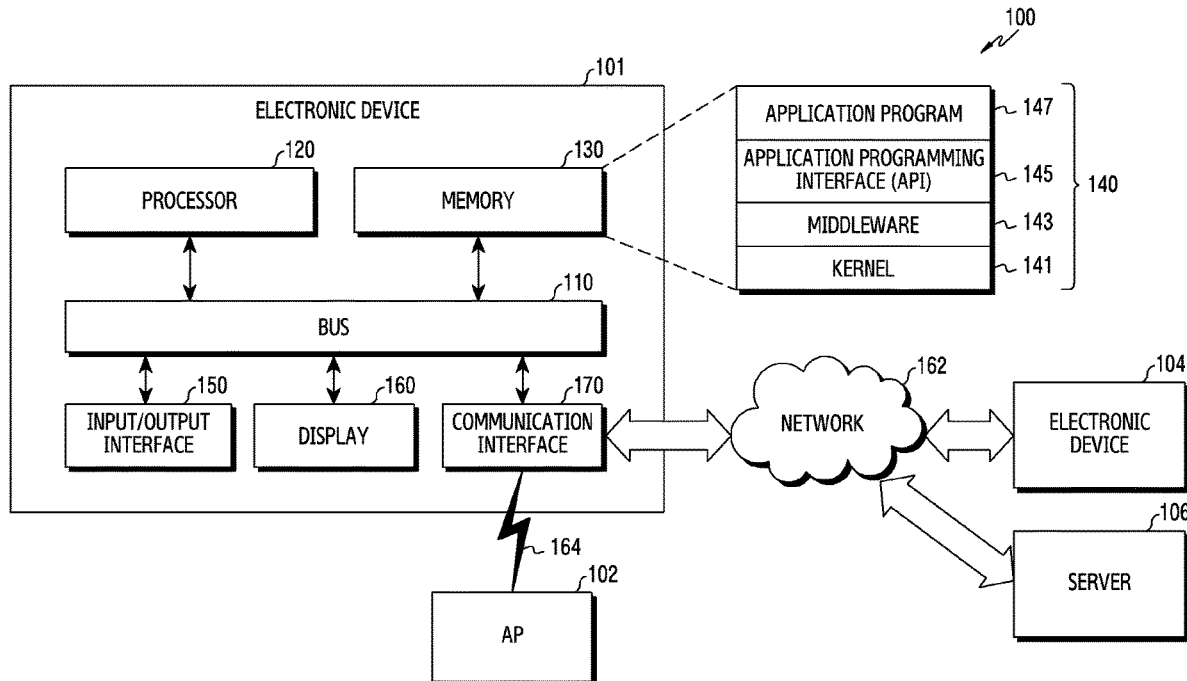 100
101
ELECTRONIC DEVICE
120
PROCESSOR
130
MEMORY
APPLICATION PROGRAM
147
APPLICATION PROGRAMMING
INTERFACE (API)
145
MIDDLEWARE
143
KERNEL
141
140
110
BUS
150
INPUT/OUTPUT
INTERFACE
160
DISPLAY
170
COMMUNICATION
INTERFACE
162
NETWORK
104
ELECTRONIC
DEVICE
106
SERVER
164
102
AP